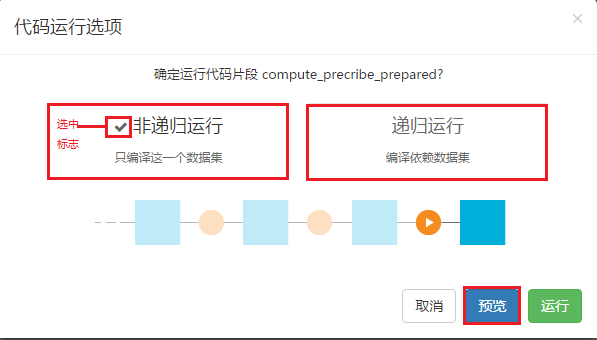 代码运行选项
×
确定运行代码片段 compute_precribe_prepared?
选中
标志
非递归运行
只编译这一个数据集
递归运行
编译依赖数据集
取消
预览
运行